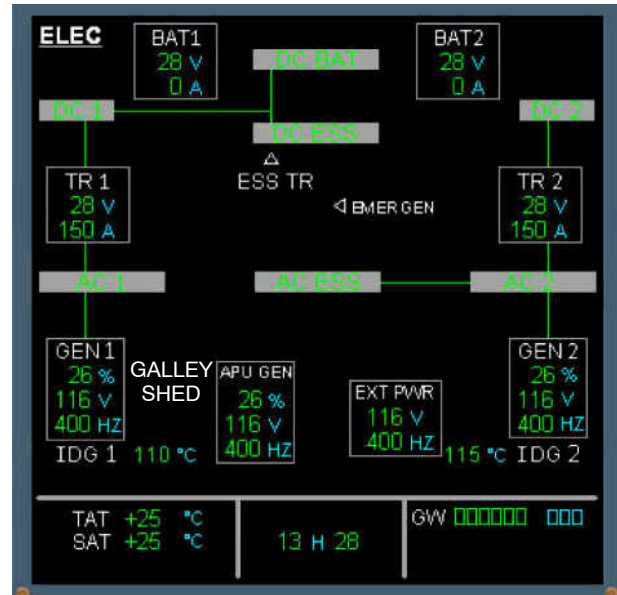 ELEC
BAT1
28 V
0 A
DC BAT
BAT2
28 V
0 A
DC 1
DC ESS
DC 2
ESS TR
TR 1
28 V
150 A
EMER GEN
TR 2
28 V
150 A
AC 1
AC ESS
AC 2
GEN 1
26 %
116 V
400 HZ
GALLEY
SHED
APU GEN
26 %
116 V
400 HZ
EXT PWR
116 V
400 HZ
GEN 2
26 %
116 V
400 HZ
IDG 1 110 °C
115 °C IDG 2
TAT +25 °C
SAT +25 °C
13 H 28
GW